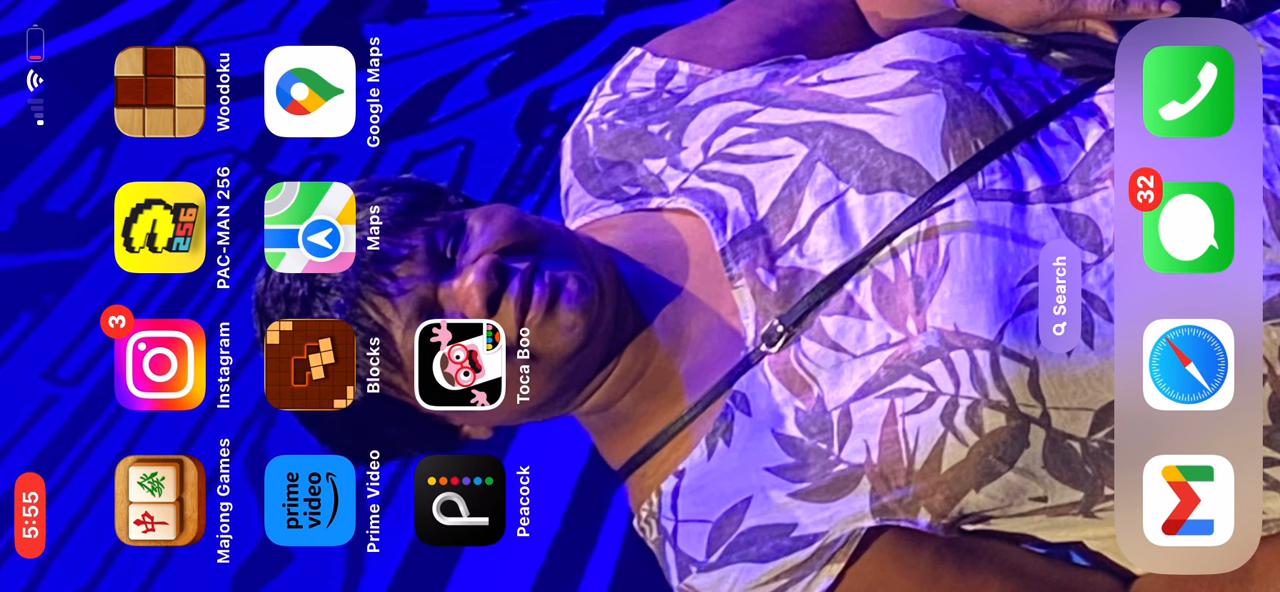 5:55
3
Majong Games Instagram PAC-MAN 256 Woodoku
prime video
Prime Video Blocks Maps Google Maps
Peacock Toca Boo
Search
32